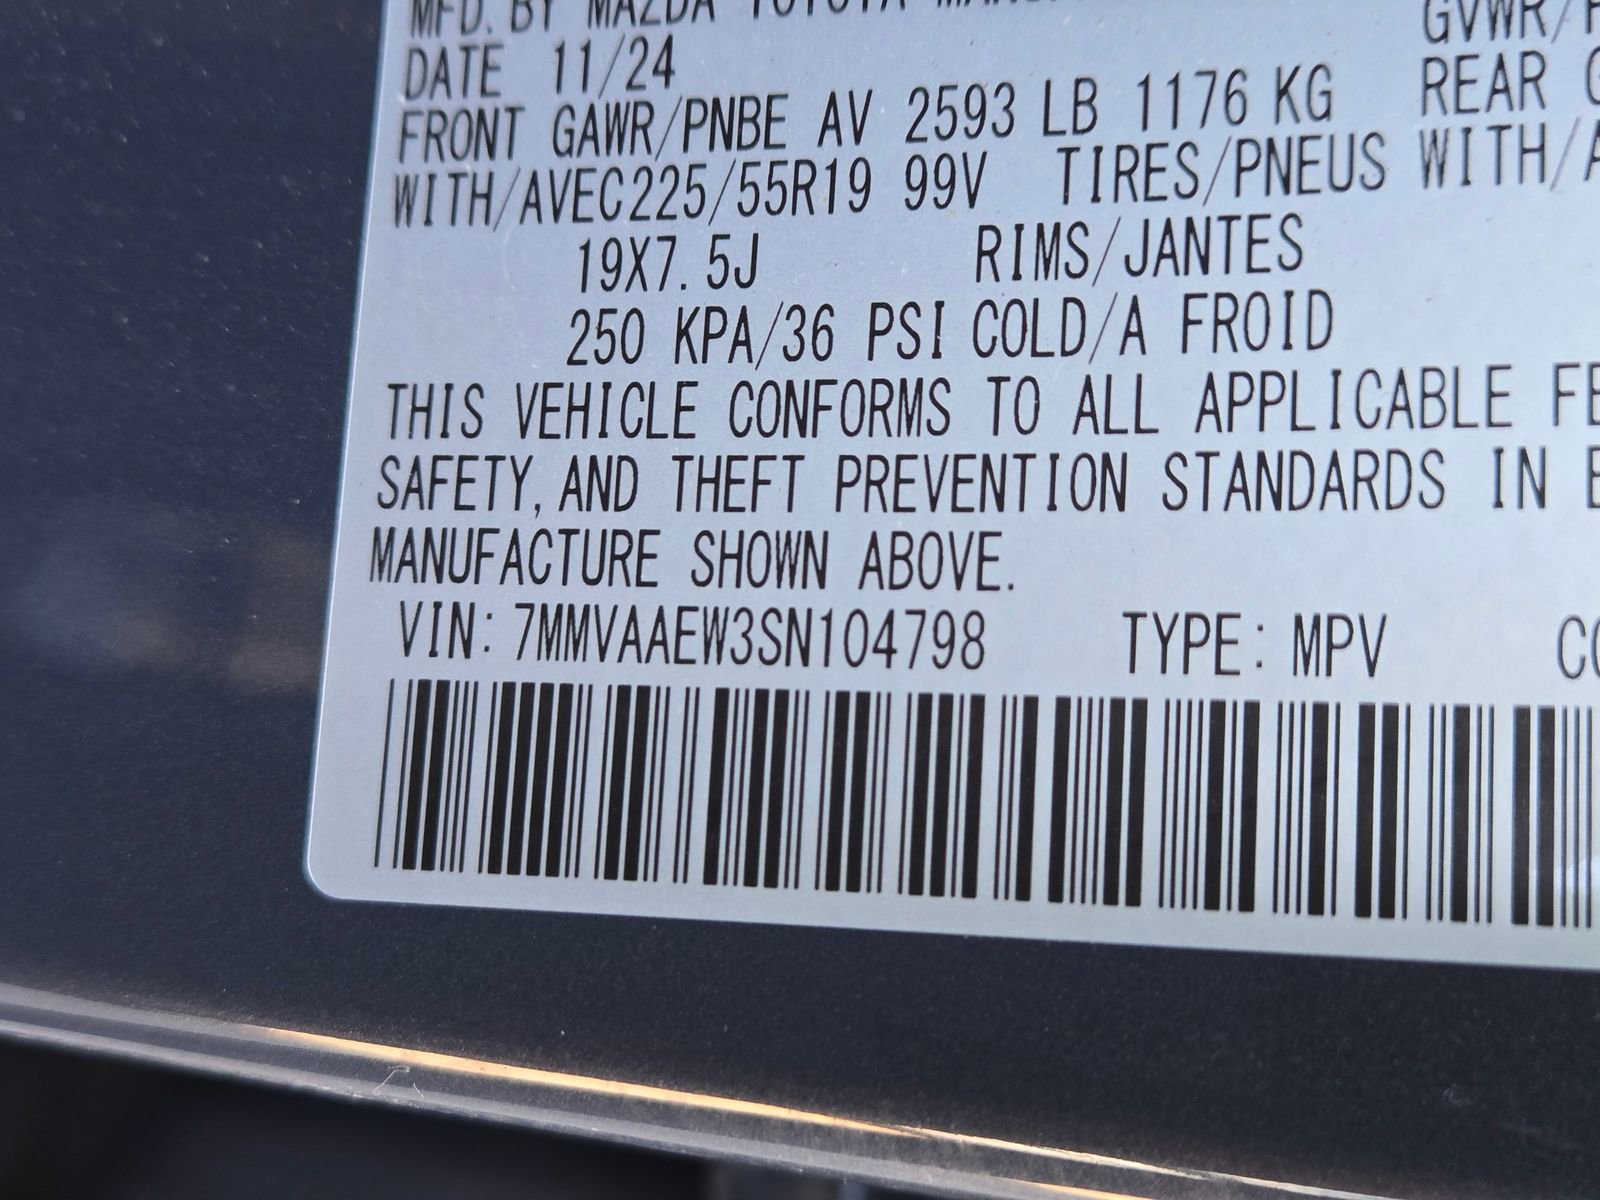 MFD. BY MAZDA TOYOTA
DATE 11/24 GVWR/
FRONT GAWR/PNBE AV 2593 LB 1176 KG REAR
WITH/AVEC225/55R19 99V TIRES/PNEUS WITH/
19X7.5J RIMS/JANTES
250 KPA/36 PSI COLD/A FROID
THIS VEHICLE CONFORMS TO ALL APPLICABLE
SAFETY, AND THEFT PREVENTION STANDARDS IN
MANUFACTURE SHOWN ABOVE.
VIN: 7MMVAAEW3SN104798 TYPE: MPV